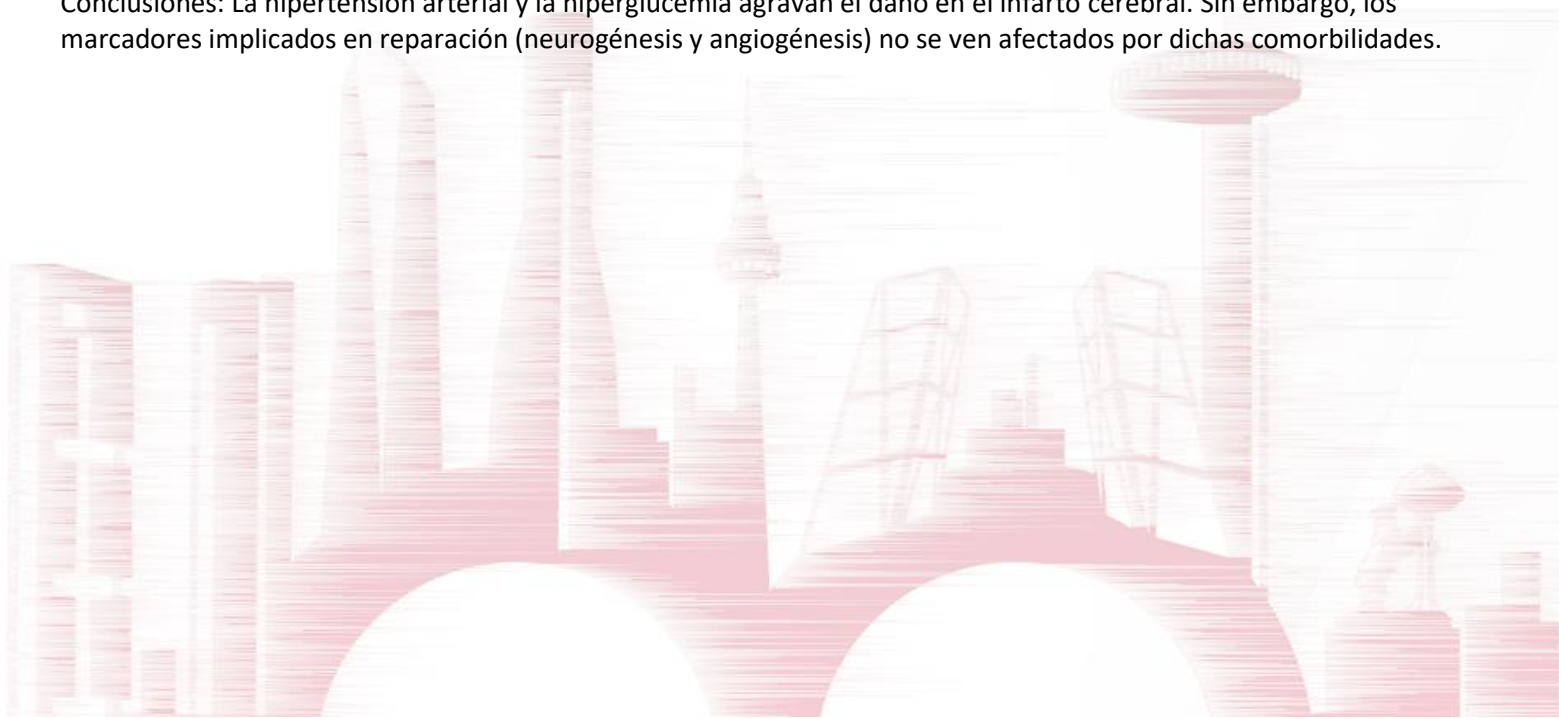 Conclusiones: La hipertensión arterial y la hiperglucemia agravan el daño en el infarto cerebral. Sin embargo, los
marcadores implicados en reparación (neurogénesis y angiogénesis) no se ven afectados por dichas comorbilidades.